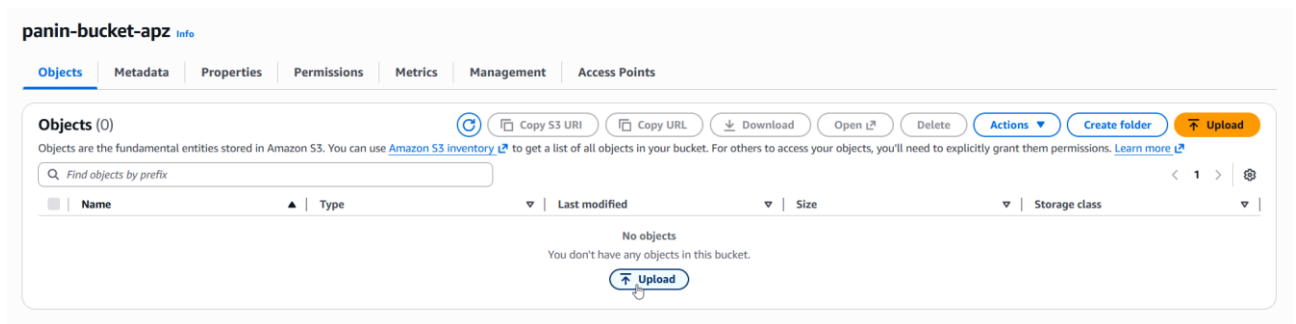 panin-bucket-apz Info
Objects Metadata Properties Permissions Metrics Management Access Points
Objects (0) Copy S3 URI Copy URL Download Open Delete Actions Create folder Upload
Objects are the fundamental entities stored in Amazon S3. You can use Amazon S3 inventory to get a list of all objects in your bucket. For others to access your objects, you'll need to explicitly grant them permissions. Learn more
Find objects by prefix 1
Name Type Last modified Size Storage class
No objects
You don't have any objects in this bucket.
Upload